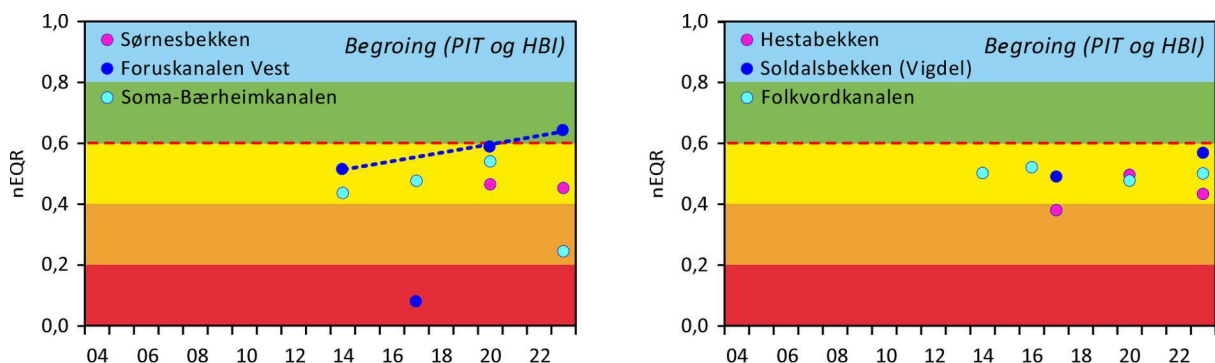 1,0
0,8
0,6
0,4
0,2
0,0
nEQR
Sørnesbekken
Foruskanalen Vest
Soma-Bærheimkanalen
Begroing (PIT og HBI)
04 06 08 10 12 14 16 18 20 22
1,0
0,8
0,6
0,4
0,2
0,0
nEQR
Hestabekken
Soldalsbekken (Vigdel)
Folkvordkanalen
Begroing (PIT og HBI)
04 06 08 10 12 14 16 18 20 22